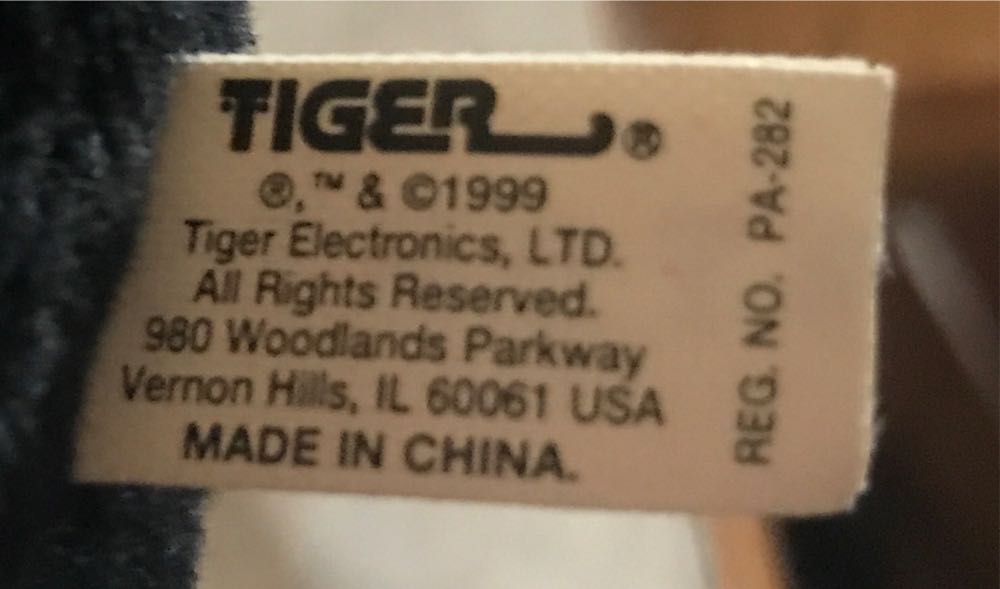 TIGER®
®,™ & ©1999
Tiger Electronics, LTD.
All Rights Reserved.
980 Woodlands Parkway
Vernon Hills, IL 60061 USA
MADE IN CHINA.
REG. NO. PA-282